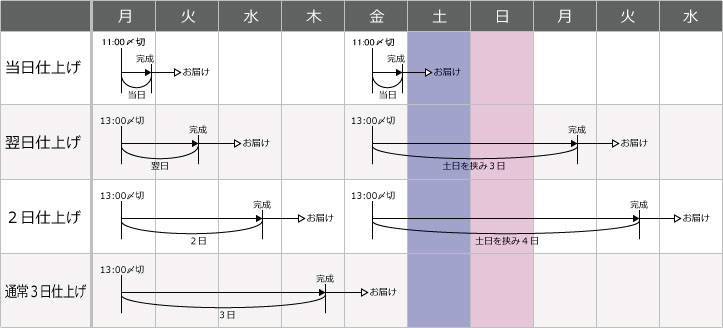 月 火 水 木 金 土 日 月 火 水
当日仕上げ
11:00〆切
完成
お届け
当日
11:00〆切
完成
お届け
当日
翌日仕上げ
13:00〆切
完成
お届け
翌日
13:00〆切
完成
お届け
土日を挟み3日
2日仕上げ
13:00〆切
完成
お届け
2日
13:00〆切
完成
お届け
土日を挟み4日
通常3日仕上げ
13:00〆切
完成
お届け
3日